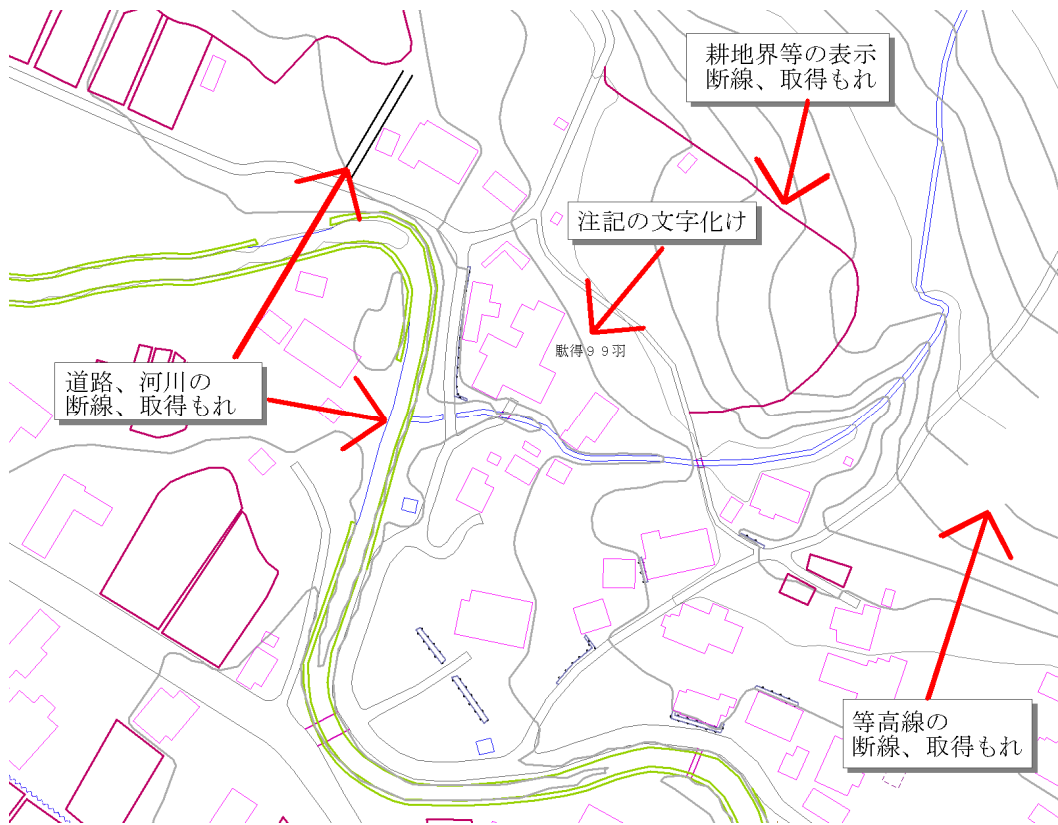 耕地界等の表示
断線、取得もれ
注記の文字化け
駄得９９羽
道路、河川の
断線、取得もれ
等高線の
断線、取得もれ